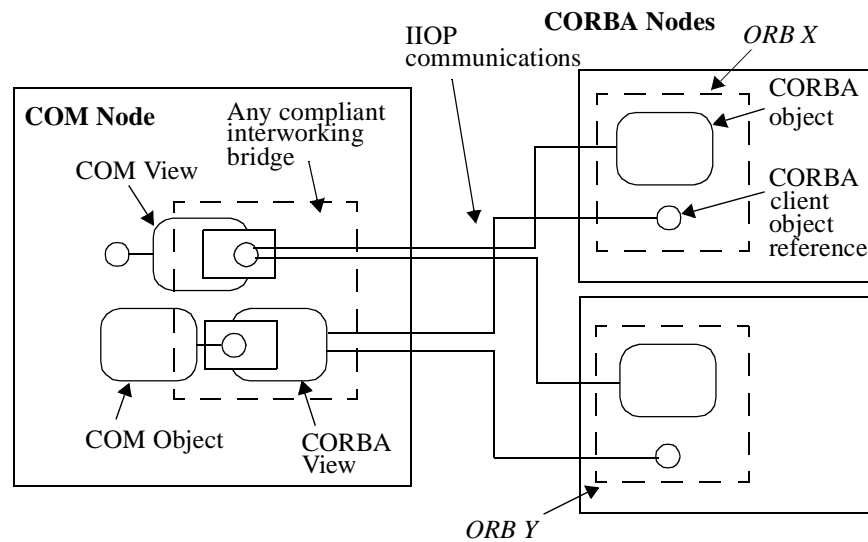 CORBA Nodes
ORB X
IIOP
communications
CORBA
object
COM Node
Any compliant
interworking
bridge
COM View
CORBA
client
object
reference
COM Object
CORBA
View
ORB Y